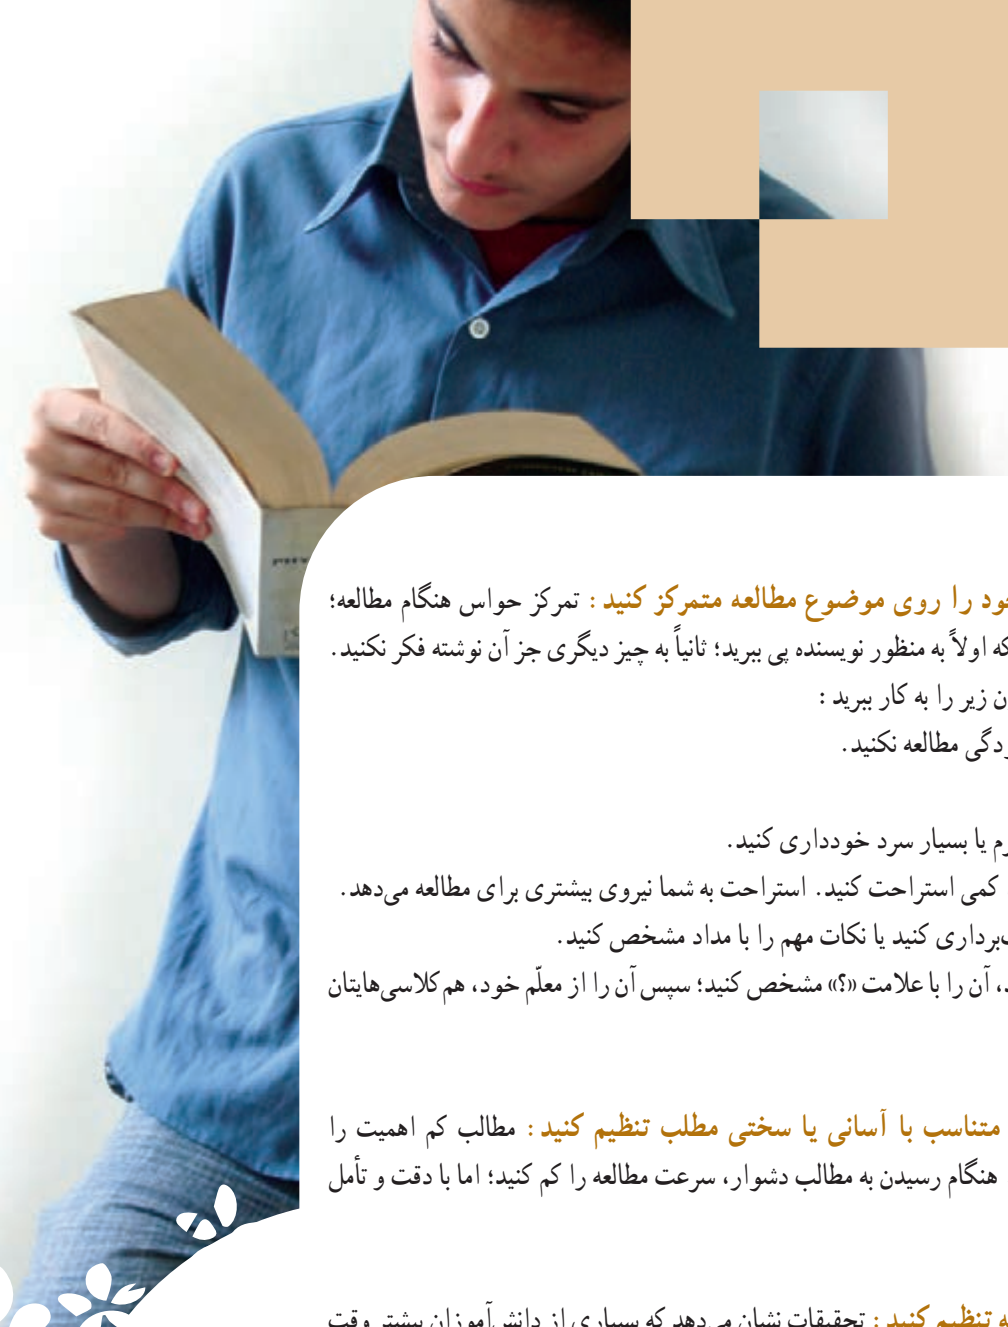 را روی موضوع مطالعه متمرکز کنید : تمرکز حواس هنگام مطالعه؛
که اولاً به منظور نویسنده پی ببرید؛ ثانیاً به چیز دیگری جز آن نوشته فکر نکنید.
زیر را به کار ببرید :
مطالعه نکنید.
یا بسیار سرد خودداری کنید.
کمی استراحت کنید. استراحت به شما نیروی بیشتری برای مطالعه می‌دهد.
کنید یا نکات مهم را با مداد مشخص کنید.
آن را با علامت «؟» مشخص کنید؛ سپس آن را از معلّم خود، هم‌کلاسی‌هایتان
متناسب با آسانی یا سختی مطلب تنظیم کنید : مطالب کم اهمیت را
هنگام رسیدن به مطالب دشوار، سرعت مطالعه را کم کنید؛ اما با دقت و تأمل
تنظیم کنید : تحقیقات نشان می‌دهد که بسیاری از دانش‌آموزان بیشتر وقت